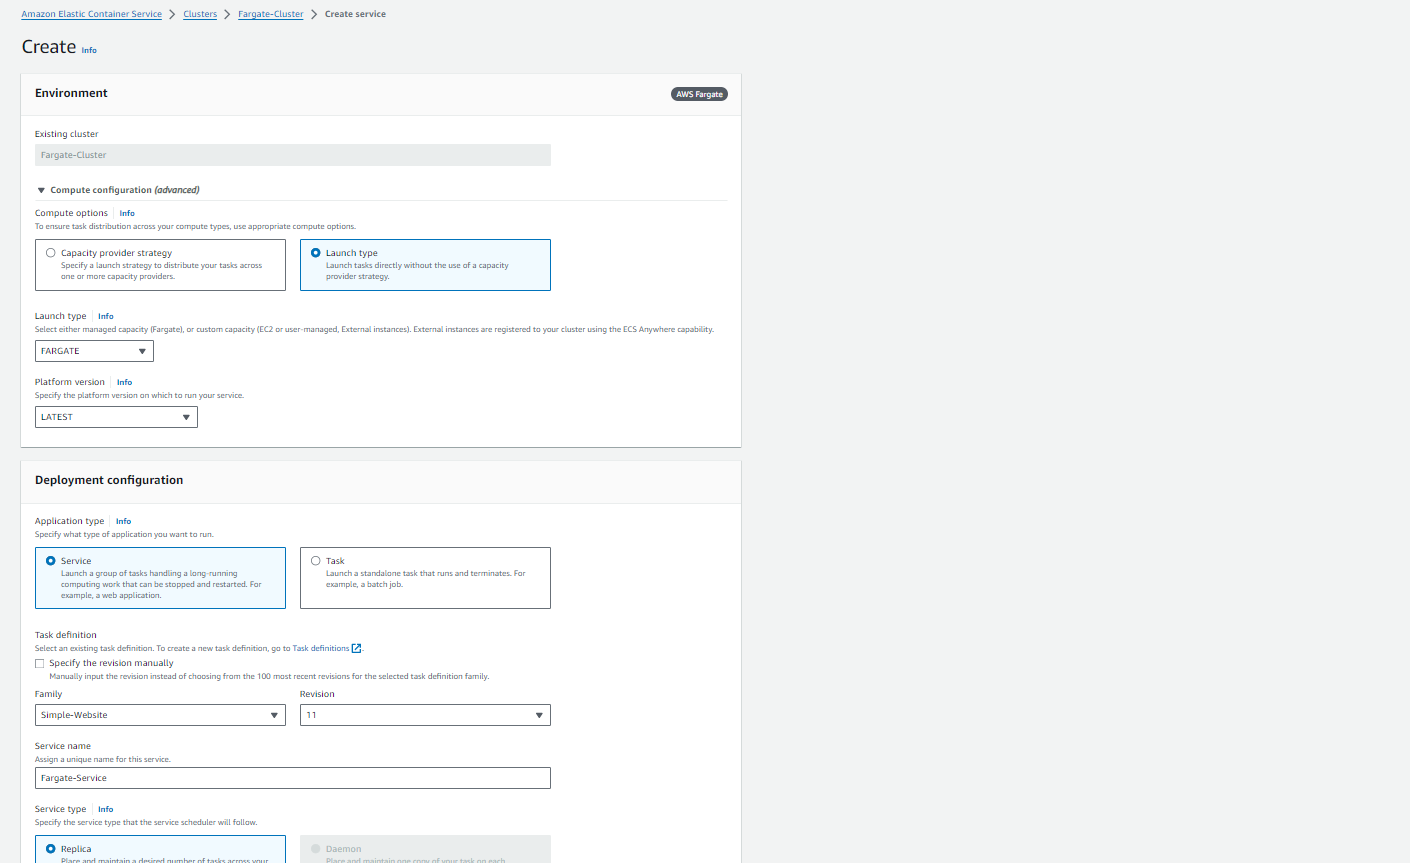 Amazon Elastic Container Service > Clusters > Fargate-Cluster > Create service
Create Info
Environment AWS Fargate
Existing cluster
Fargate-Cluster
Compute configuration (advanced)
Compute options Info
To ensure task distribution across your compute types, use appropriate compute options.
Capacity provider strategy
Specify a launch strategy to distribute your tasks across
one or more capacity providers.
Launch type
Launch tasks directly without the use of a capacity
provider strategy.
Launch type Info
Select either managed capacity (Fargate), or custom capacity (EC2 or user-managed, External instances). External instances are registered to your cluster using the ECS Anywhere capability.
FARGATE
Platform version Info
Specify the platform version on which to run your service.
LATEST
Deployment configuration
Application type Info
Specify what type of application you want to run.
Service
Launch a group of tasks handling a long-running
computing work that can be stopped and restarted. For
example, a web application.
Task
Launch a standalone task that runs and terminates. For
example, a batch job.
Task definition
Select an existing task definition. To create a new task definition, go to Task definitions.
Specify the revision manually
Manually input the revision instead of choosing from the 100 most recent revisions for the selected task definition family.
Family
Simple-Website
Revision
11
Service name
Assign a unique name for this service.
Fargate-Service
Service type Info
Specify the service type that the service scheduler will follow.
Replica
Place and maintain a desired number of tasks across your
Daemon
Place and maintain one copy of your task on each